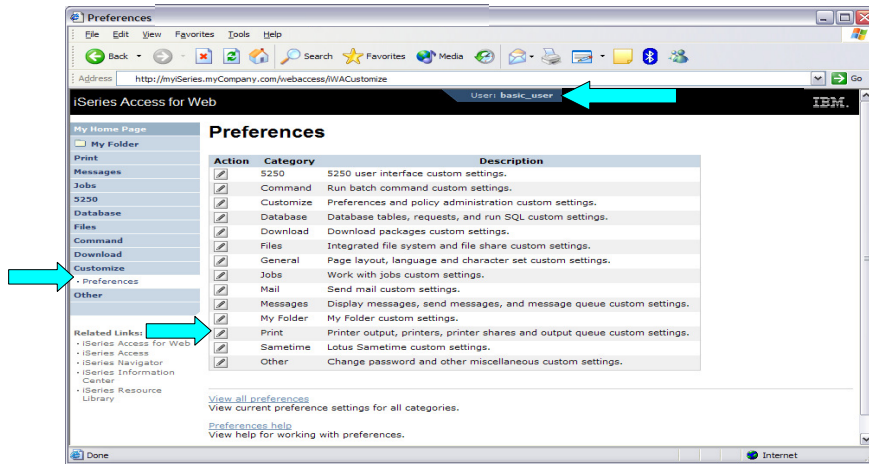 Preferences
File Edit View Favorites Tools Help
Back Search Favorites Media
Address http://myiSeries.myCompany.com/webaccess/iWACustomize Go
iSeries Access for Web
User: basic_user
IBM.
My Home Page
My Folder
Print
Messages
Jobs
5250
Database
Files
Command
Download
Customize
• Preferences
Other
Related Links:
• iSeries Access for Web
• iSeries Access
• iSeries Navigator
• iSeries Information Center
• iSeries Resource Library
Preferences
Action Category Description
5250 5250 user interface custom settings.
Command Run batch command custom settings.
Customize Preferences and policy administration custom settings.
Database Database tables, requests, and run SQL custom settings.
Download Download packages custom settings.
Files Integrated file system and file share custom settings.
General Page layout, language and character set custom settings.
Jobs Work with jobs custom settings.
Mail Send mail custom settings.
Messages Display messages, send messages, and message queue custom settings.
My Folder My Folder custom settings.
Print Printer output, printers, printer shares and output queue custom settings.
Sametime Lotus Sametime custom settings.
Other Change password and other miscellaneous custom settings.
View all preferences
View current preference settings for all categories.
Preferences help
View help for working with preferences.
Done Internet